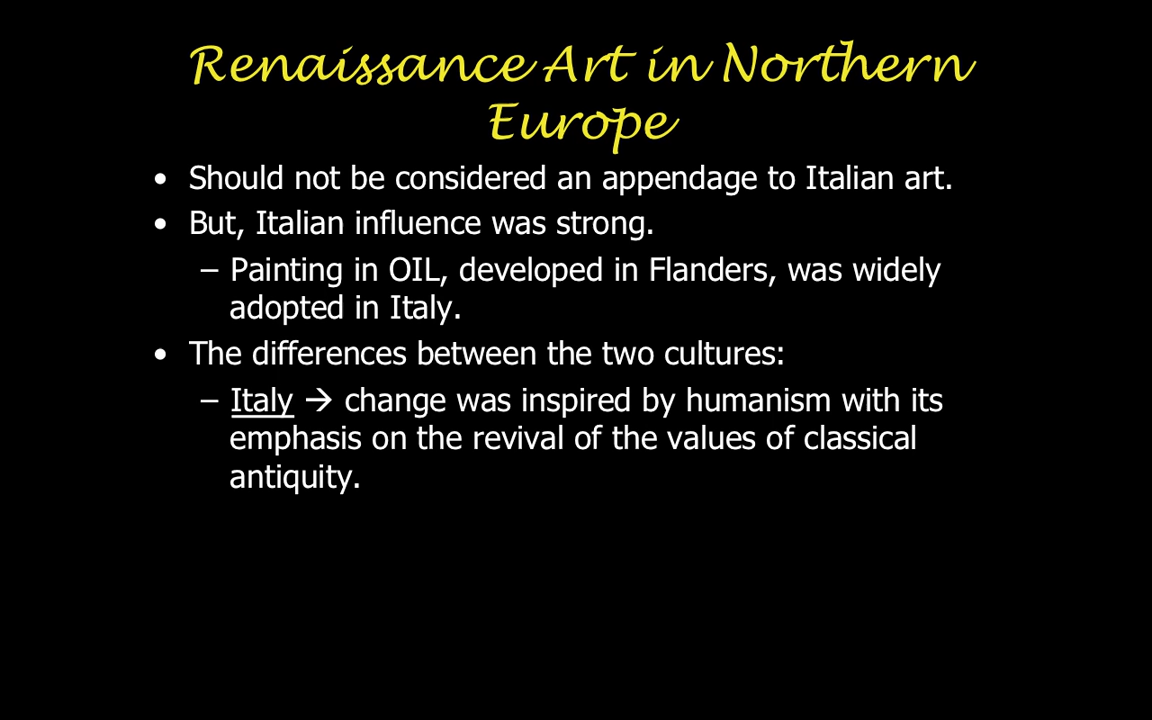 Renaissance Art in Northern
Europe
• Should not be considered an appendage to Italian art.
• But, Italian influence was strong.
– Painting in OIL, developed in Flanders, was widely
adopted in Italy.
• The differences between the two cultures:
– Italy → change was inspired by humanism with its
emphasis on the revival of the values of classical
antiquity.